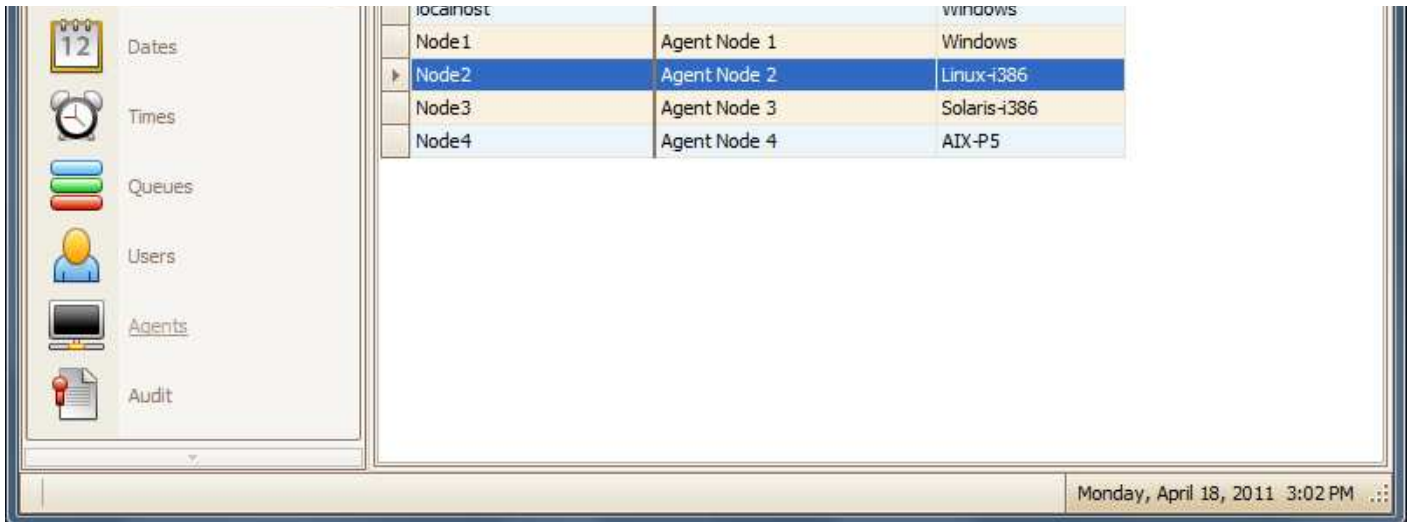 localhost Windows
Node1 Agent Node 1 Windows
Node2 Agent Node 2 Linux-i386
Node3 Agent Node 3 Solaris-i386
Node4 Agent Node 4 AIX-P5
12
Dates
Times
Queues
Users
Agents
Audit
Monday, April 18, 2011 3:02 PM